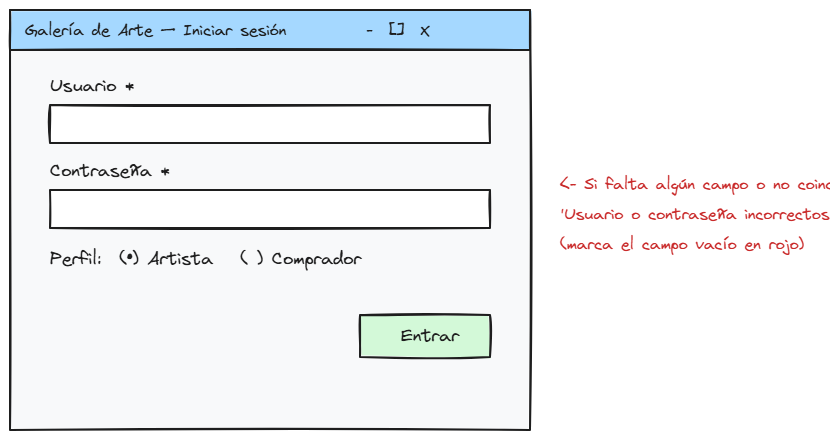 Galería de Arte — Iniciar sesión - [] X
Usuario *
Contraseña *
<- Si falta algún campo o no
'Usuario o contraseña incorrectos
(marca el campo vacío en rojo)
Perfil: (•) Artista ( ) Comprador
Entrar